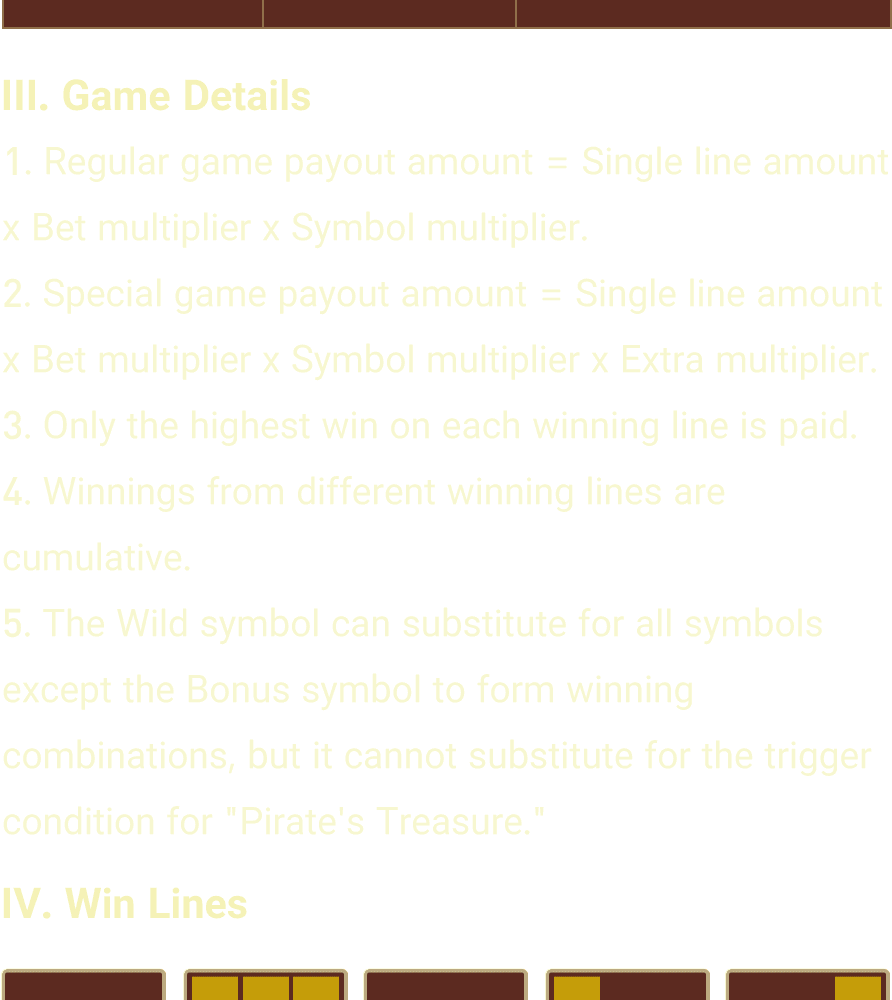 III. Game Details
1. Regular game payout amount = Single line amount
x Bet multiplier x Symbol multiplier.
2. Special game payout amount = Single line amount
x Bet multiplier x Symbol multiplier x Extra multiplier.
3. Only the highest win on each winning line is paid.
4. Winnings from different winning lines are
cumulative.
5. The Wild symbol can substitute for all symbols
except the Bonus symbol to form winning
combinations, but it cannot substitute for the trigger
condition for "Pirate's Treasure."
IV. Win Lines